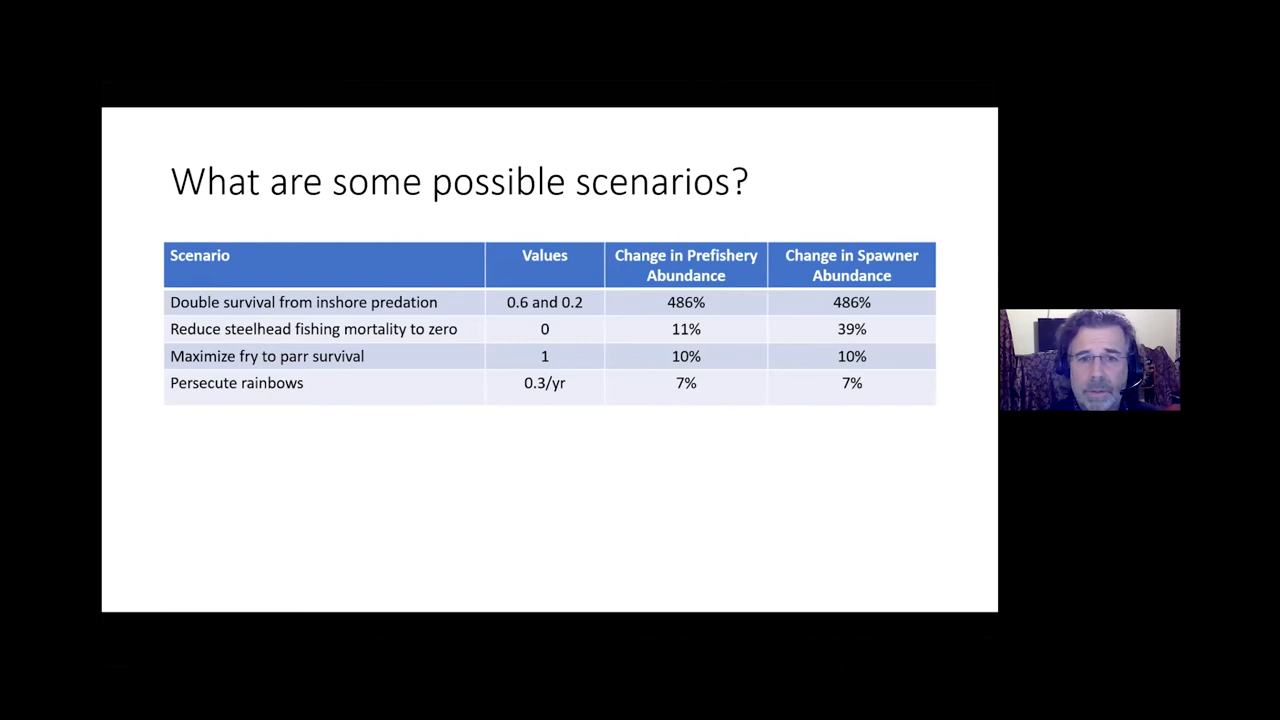 What are some possible scenarios?
Scenario Values Change in Prefishery Abundance Change in Spawner Abundance
Double survival from inshore predation 0.6 and 0.2 486% 486%
Reduce steelhead fishing mortality to zero 0 11% 39%
Maximize fry to parr survival 1 10% 10%
Persecute rainbows 0.3/yr 7% 7%